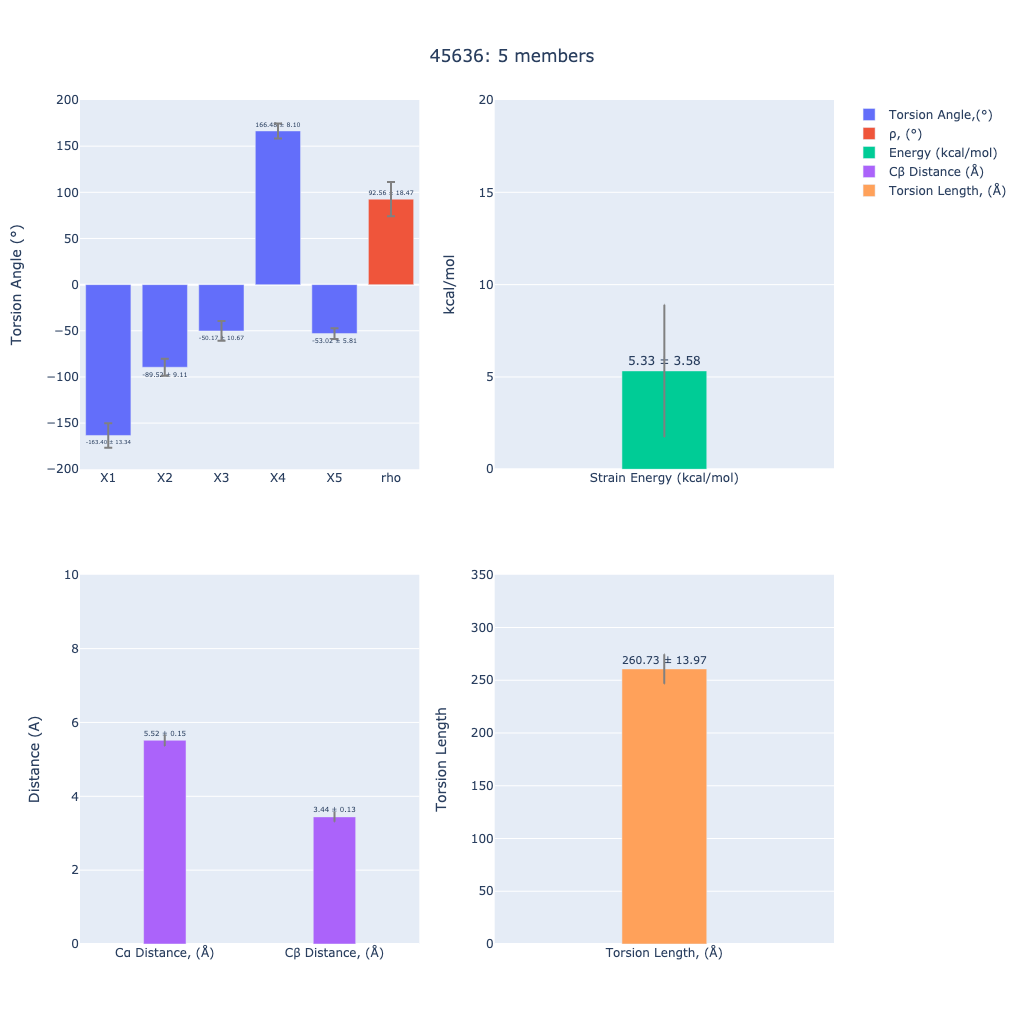 45636: 5 members
Torsion Angle (°)
200
150
100
50
0
−50
−100
−150
−200
166.48 ± 8.10
92.56 ± 18.47
-50.17 ± 10.67
-53.02 ± 5.81
-89.52 ± 9.11
-163.40 ± 13.34
X1 X2 X3 X4 X5 rho
kcal/mol
20
15
10
5
0
5.33 ± 3.58
Strain Energy (kcal/mol)
Torsion Angle,(°)
ρ, (°)
Energy (kcal/mol)
Cβ Distance (Å)
Torsion Length, (Å)
Distance (A)
10
8
6
4
2
0
5.52 ± 0.15
3.44 ± 0.13
Cα Distance, (Å) Cβ Distance, (Å)
Torsion Length
350
300
250
200
150
100
50
0
260.73 ± 13.97
Torsion Length, (Å)